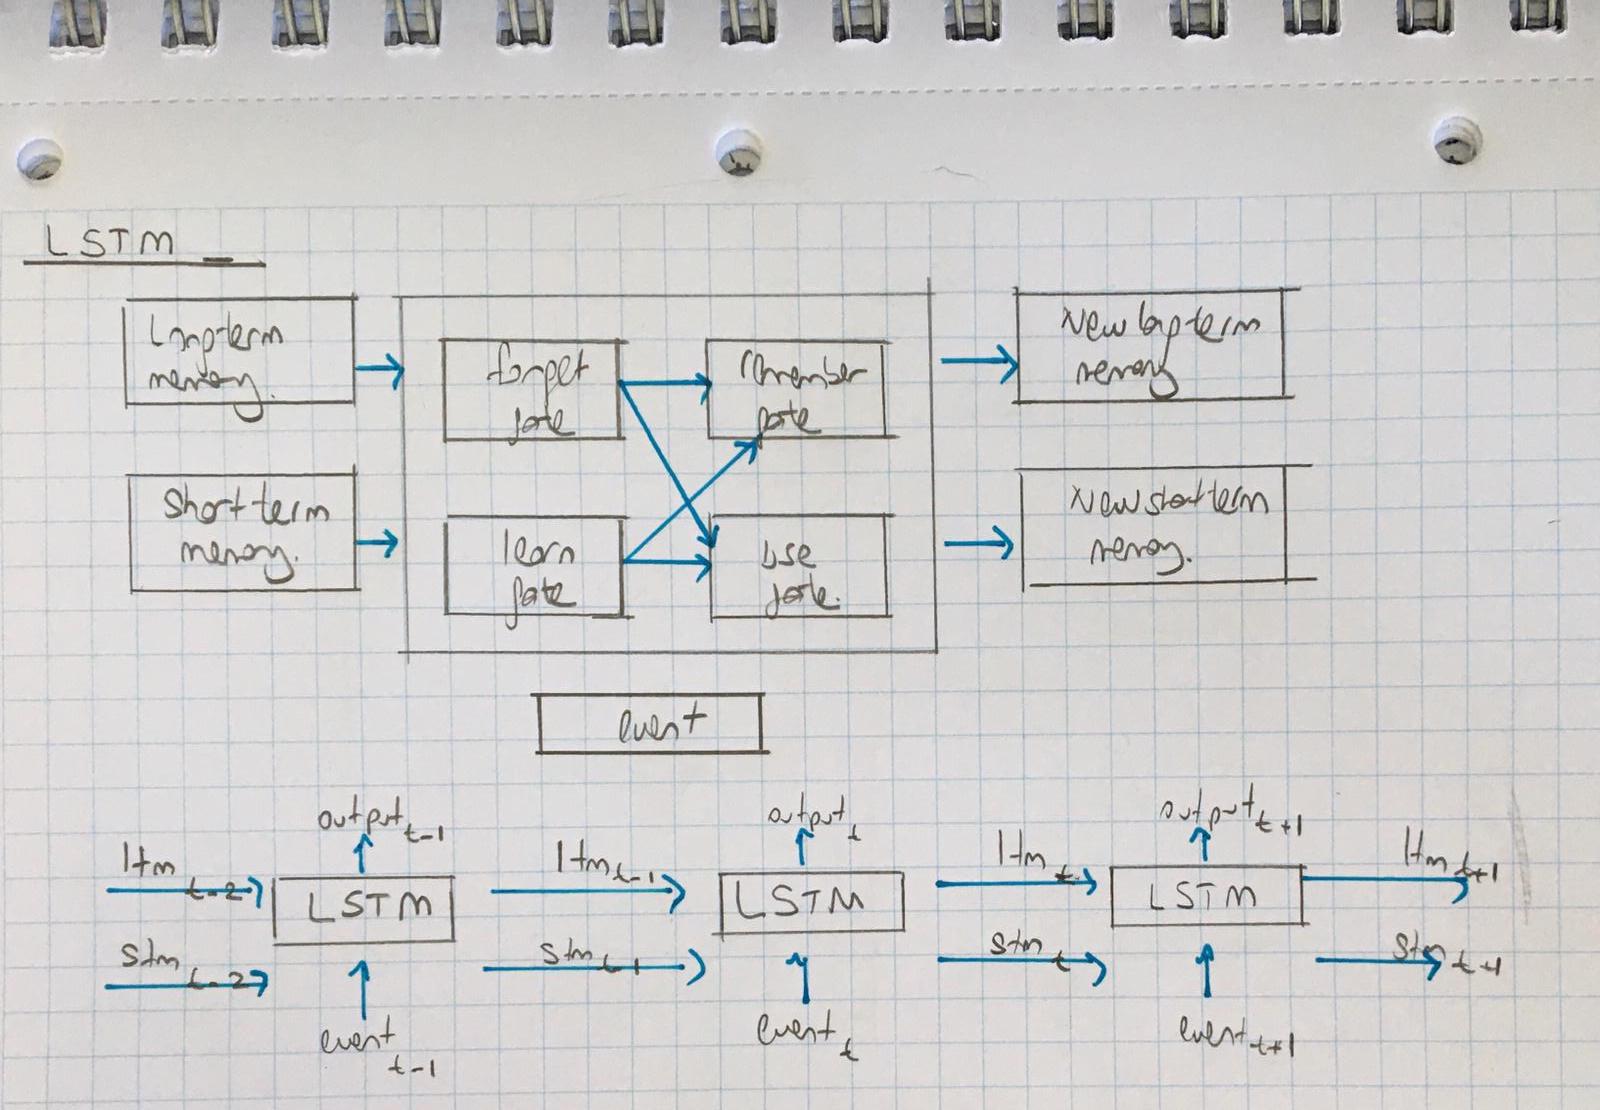 LSTM
Long term
memory.
forget
gate
remember
gate
New long term
memory
Short term
memory.
learn
gate
use
gate.
New short term
memory.
event
output t-1
output t
output t+1
ltm t-2
ltm t-1
ltm t
ltm t+1
LSTM
LSTM
LSTM
stm t-2
stm t-1
stm t
stm t+1
event t-1
event t
event t+1